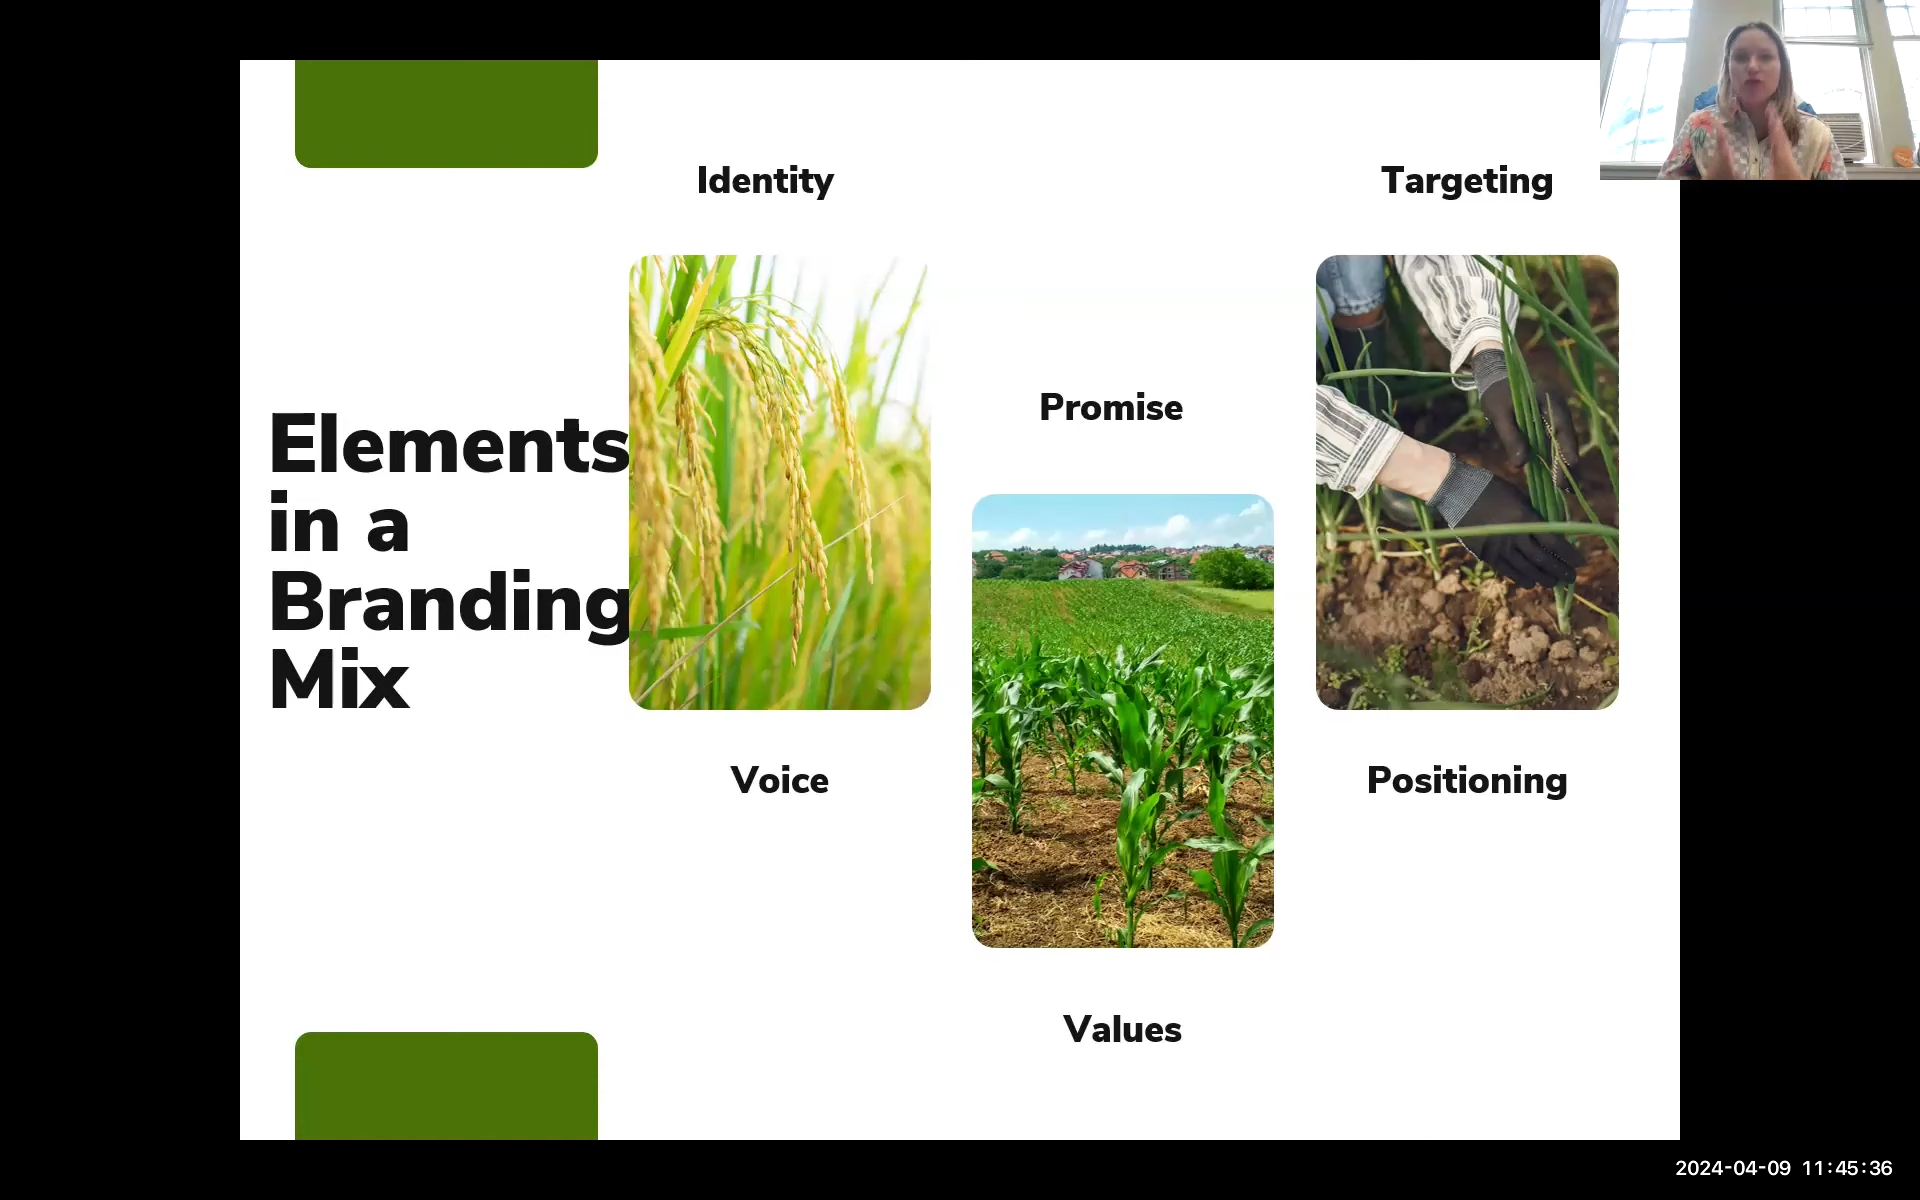 Elements
in a
Branding
Mix
Identity
Voice
Promise
Values
Targeting
Positioning
2024-04-09 11:45:36